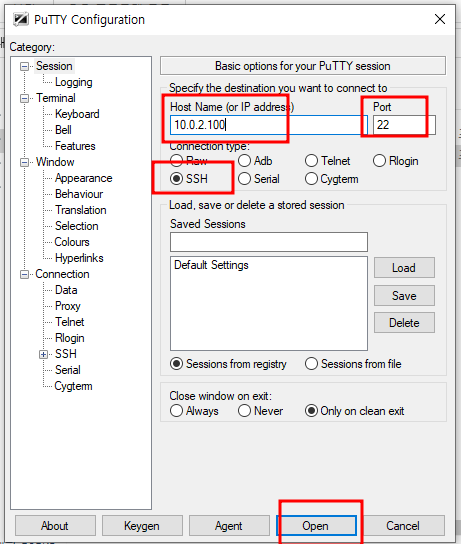 PuTTY Configuration
Category:
Session
Logging
Terminal
Keyboard
Bell
Features
Window
Appearance
Behaviour
Translation
Selection
Colours
Hyperlinks
Connection
Data
Proxy
Telnet
Rlogin
SSH
Serial
Cygterm
Basic options for your PuTTY session
Specify the destination you want to connect to
Host Name (or IP address) Port
10.0.2.100 22
Connection type:
Raw Adb Telnet Rlogin
SSH Serial Cygterm
Load, save or delete a stored session
Saved Sessions
Default Settings
Load
Save
Delete
Sessions from registry Sessions from file
Close window on exit:
Always Never Only on clean exit
About Keygen Agent Open Cancel